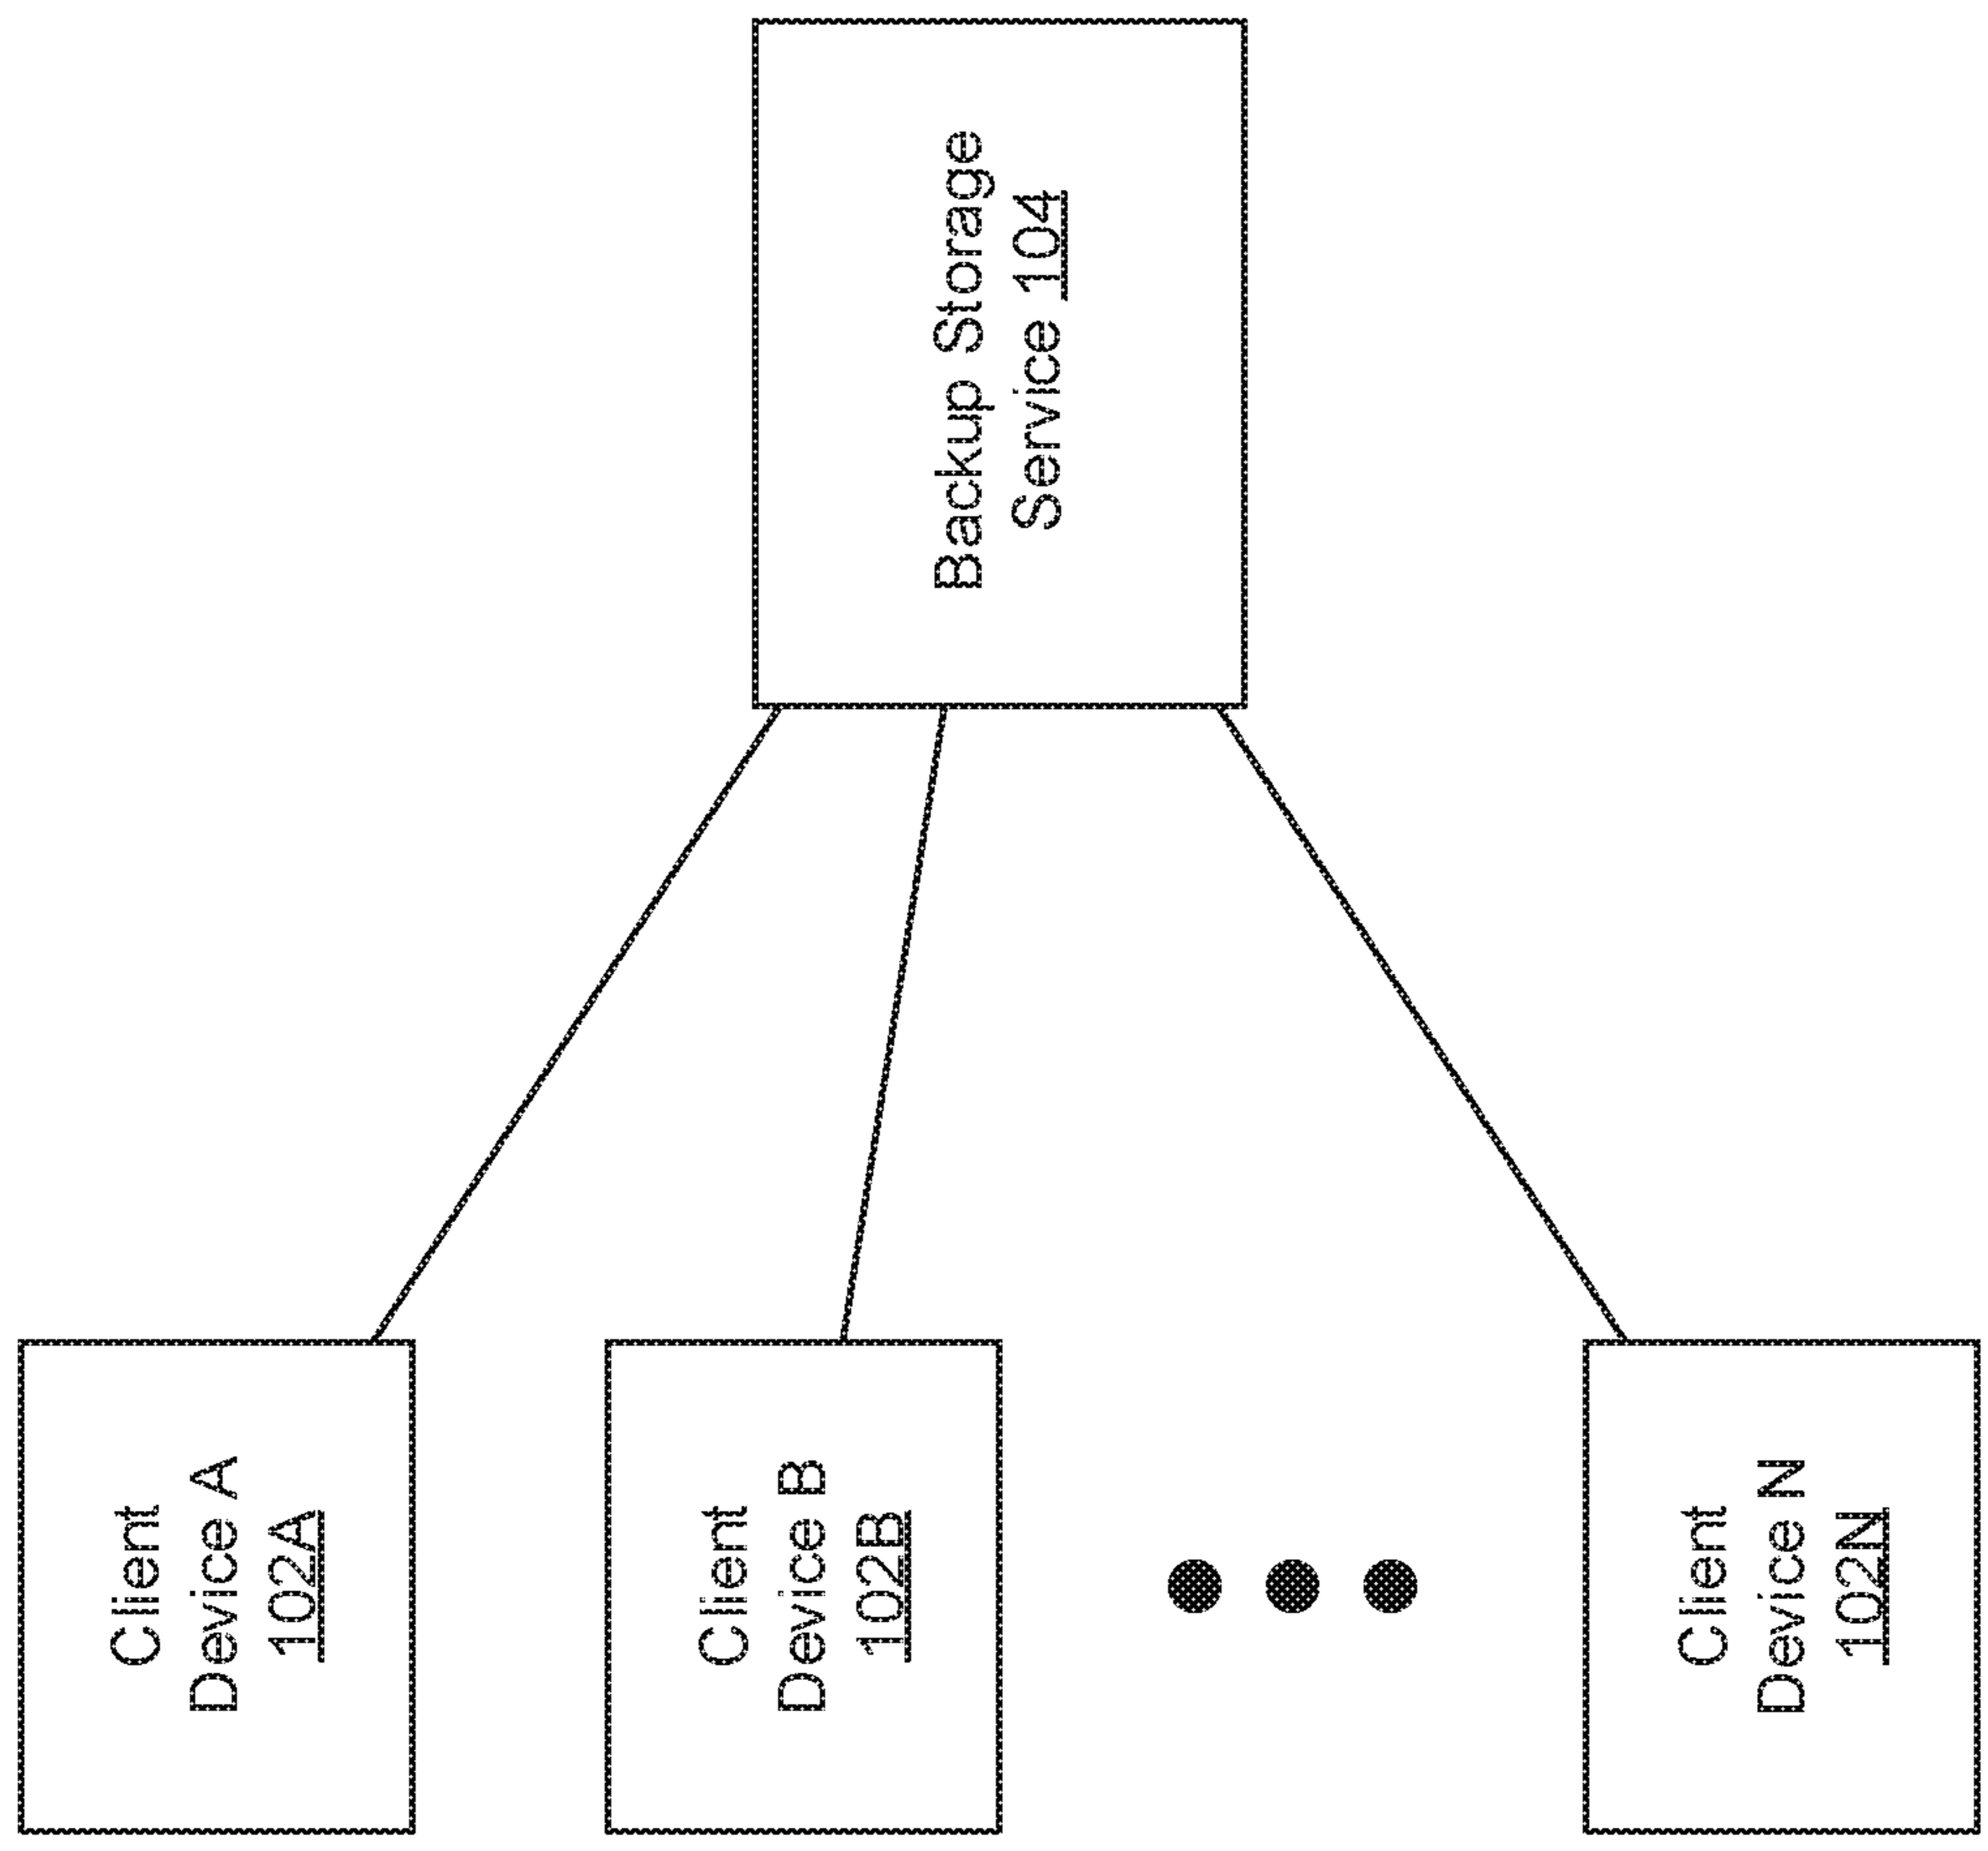 Client
Device A
102A
Client
Device B
102B
Client
Device N
102N
Backup Storage
Service 104